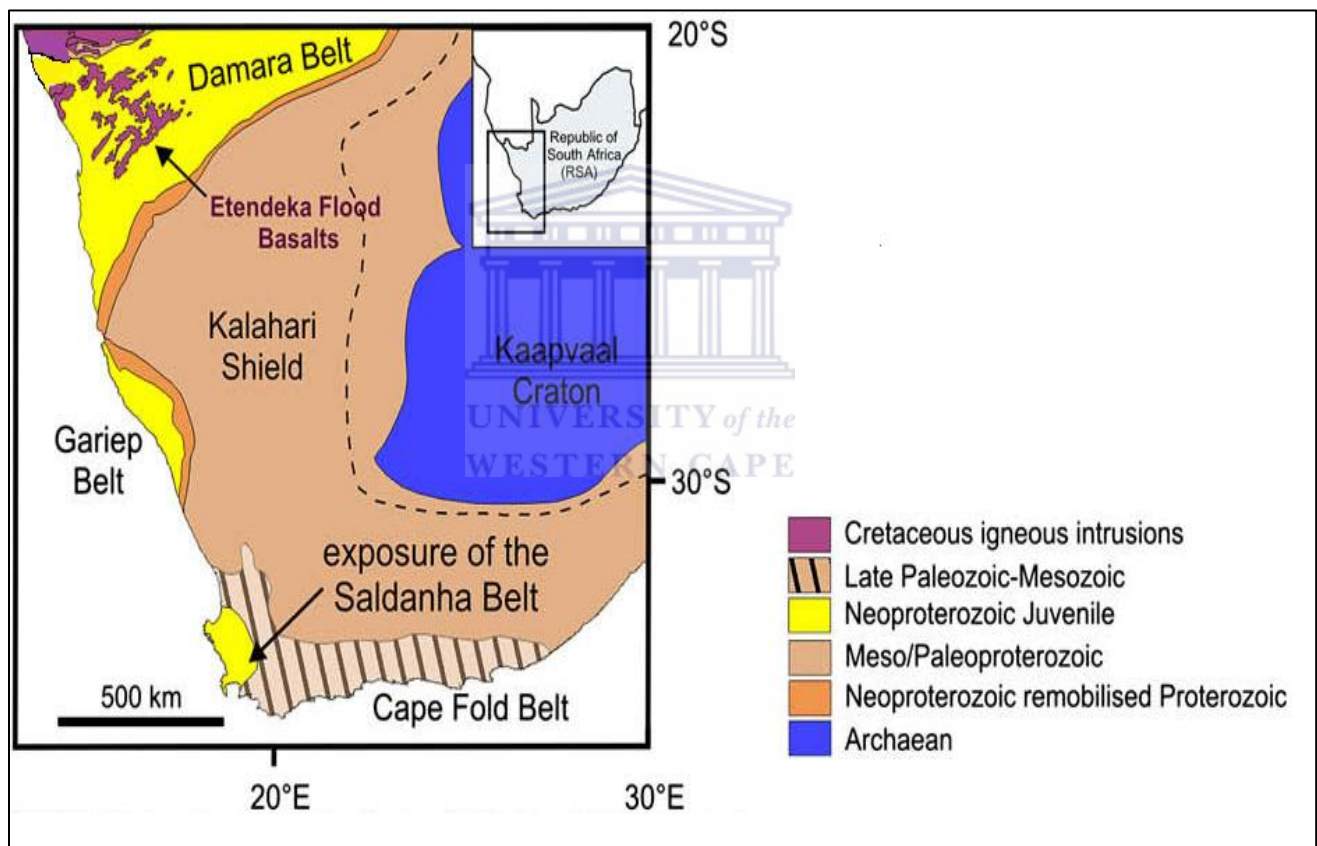 20°S
Damara Belt
Republic of
South Africa
(RSA)
Etendeka Flood
Basalts
Kalahari
Shield
Kaapvaal
Craton
UNIVERSITY of the
WESTERN CAPE
Gariep
Belt
30°S
exposure of the
Saldanha Belt
500 km
Cape Fold Belt
20°E
30°E
Cretaceous igneous intrusions
Late Paleozoic-Mesozoic
Neoproterozoic Juvenile
Meso/Paleoproterozoic
Neoproterozoic remobilised Proterozoic
Archaean